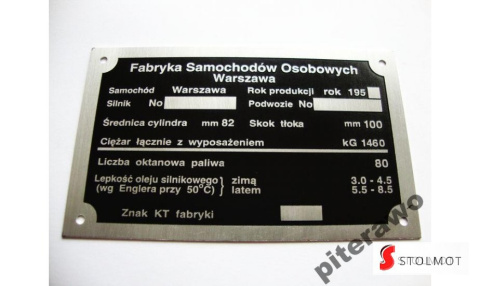 Fabryka Samochodów Osobowych
Warszawa
Samochód Warszawa Rok produkcji rok 195
Silnik No Podwozie No
Średnica cylindra mm 82 Skok tłoka mm 100
Ciężar łącznie z wyposażeniem kG 1460
Liczba oktanowa paliwa 80
Lepkość oleju silnikowego zimą 3.0 - 4.5
(wg Englera przy 50°C) latem 5.5 - 8.5
Znak KT fabryki
piterawo
STOLMOT